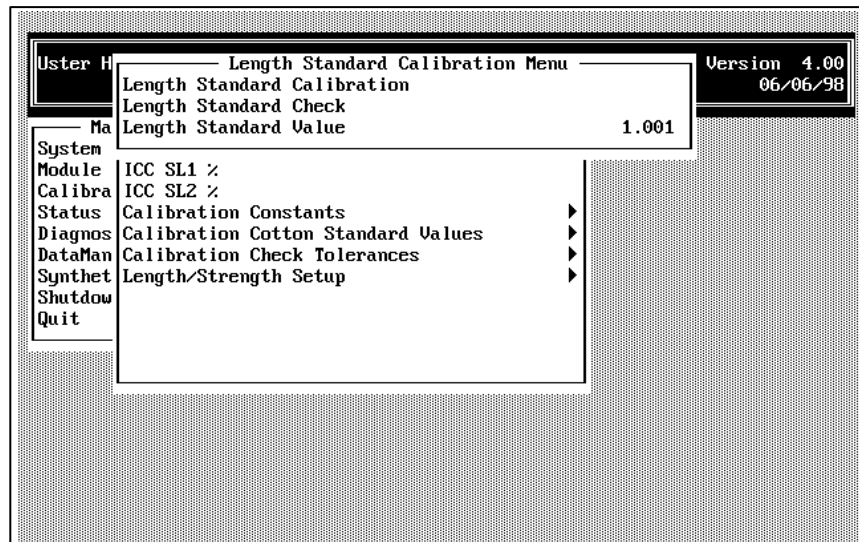 Uster H
Version 4.00
06/06/98
Length Standard Calibration Menu
Length Standard Calibration
Length Standard Check
Length Standard Value 1.001
Ma
System
Module
Calibra
Status
Diagnos
DataMan
Synthet
Shutdow
Quit
ICC SL1 %
ICC SL2 %
Calibration Constants
Calibration Cotton Standard Values
Calibration Check Tolerances
Length/Strength Setup